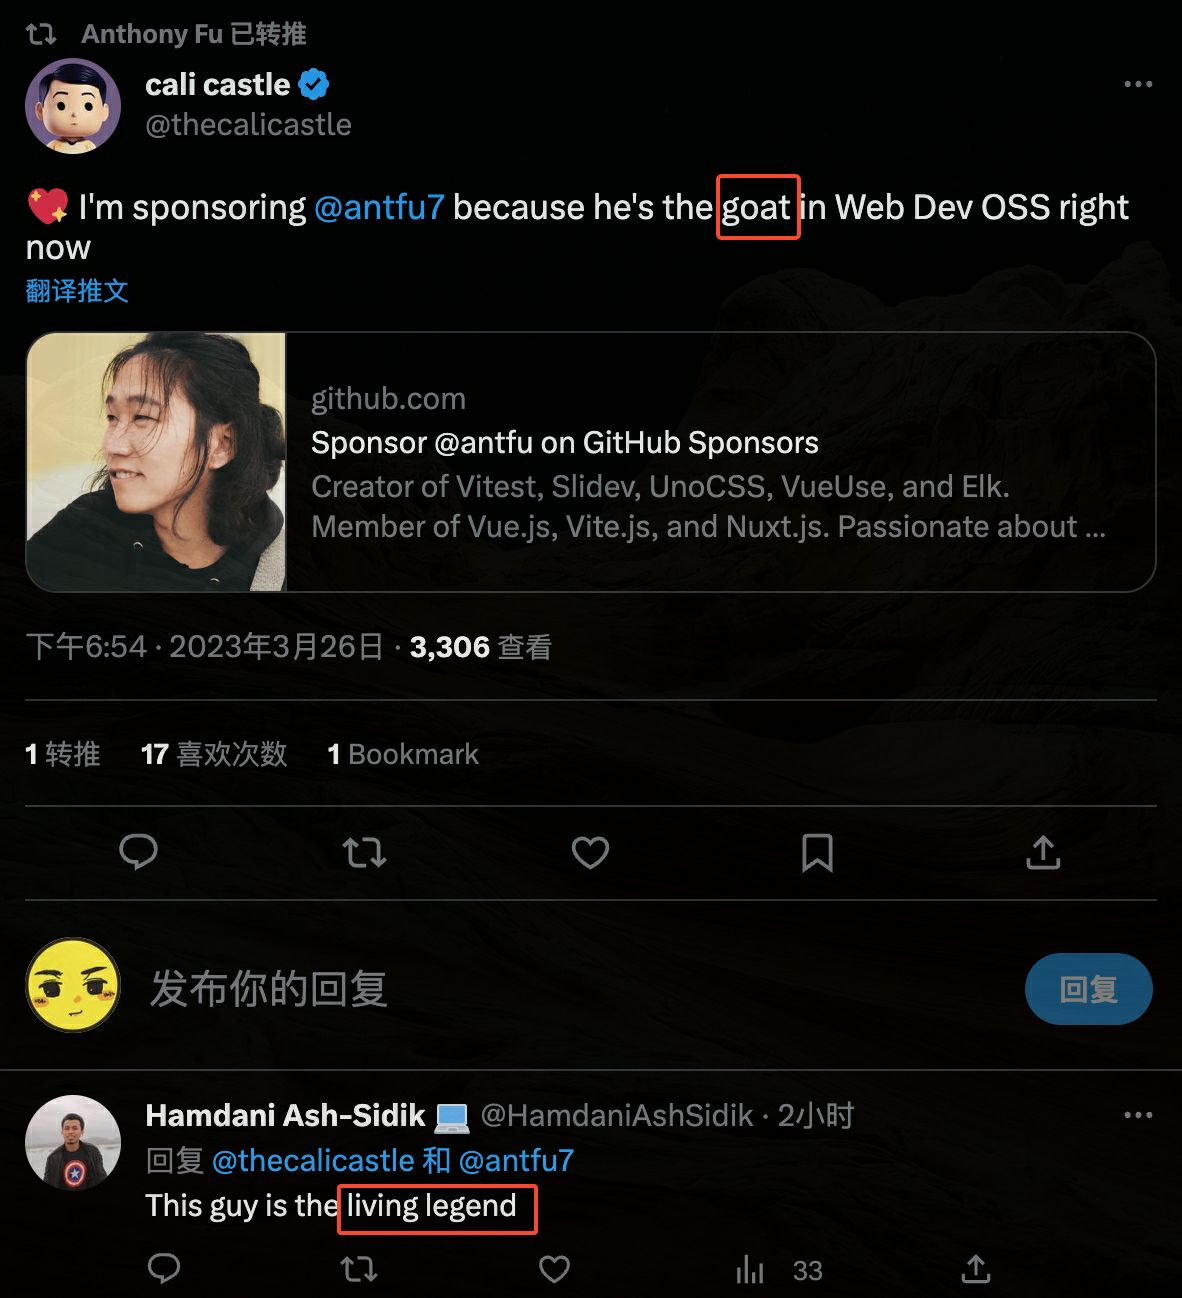 Anthony Fu 已转推
cali castle
@thecalicastle
I'm sponsoring @antfu7 because he's the goat in Web Dev OSS right
now
翻译推文
github.com
Sponsor @antfu on GitHub Sponsors
Creator of Vitest, Slidev, UnoCSS, VueUse, and Elk.
Member of Vue.js, Vite.js, and Nuxt.js. Passionate about ...
下午6:54 · 2023年3月26日 · 3,306 查看
1 转推 17 喜欢次数 1 Bookmark
发布你的回复
回复
Hamdani Ash-Sidik @HamdaniAshSidik · 2小时
回复 @thecalicastle 和 @antfu7
This guy is the living legend
33